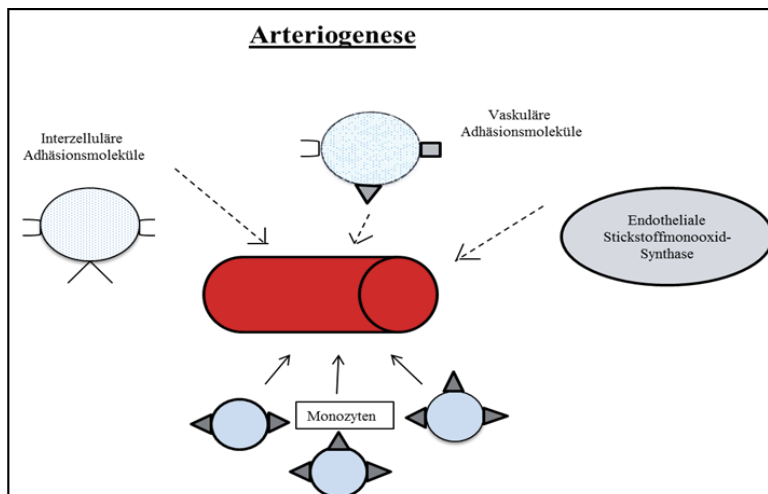 Arteriogenese
Interzelluläre
Adhäsionsmoleküle
Vaskuläre
Adhäsionsmoleküle
Endotheliale
Stickstoffmonooxid-
Synthase
Monozyten